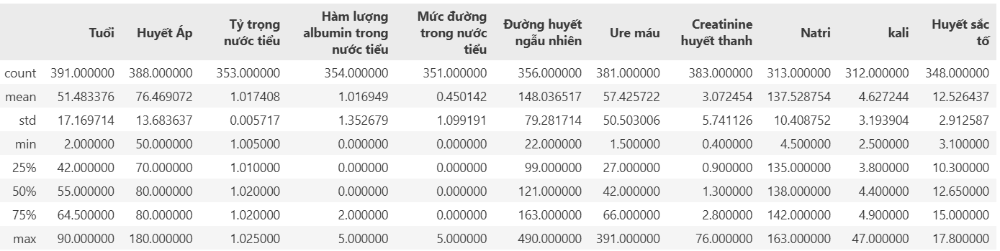 Tuổi Huyết Áp Tỷ trọng nước tiểu Hàm lượng albumin trong nước tiểu Mức đường trong nước tiểu Đường huyết ngẫu nhiên Ure máu Creatinine huyết thanh Natri kali Huyết sắc tố
count 391.000000 388.000000 353.000000 354.000000 351.000000 356.000000 381.000000 383.000000 313.000000 312.000000 348.000000
mean 51.483376 76.469072 1.017408 1.016949 0.450142 148.036517 57.425722 3.072454 137.528754 4.627244 12.526437
std 17.169714 13.683637 0.005717 1.352679 1.099191 79.281714 50.503006 5.741126 10.408752 3.193904 2.912587
min 2.000000 50.000000 1.005000 0.000000 0.000000 22.000000 1.500000 0.400000 4.500000 2.500000 3.100000
25% 42.000000 70.000000 1.010000 0.000000 0.000000 99.000000 27.000000 0.900000 135.000000 3.800000 10.300000
50% 55.000000 80.000000 1.020000 0.000000 0.000000 121.000000 42.000000 1.300000 138.000000 4.400000 12.650000
75% 64.500000 80.000000 1.020000 2.000000 0.000000 163.000000 66.000000 2.800000 142.000000 4.900000 15.000000
max 90.000000 180.000000 1.025000 5.000000 5.000000 490.000000 391.000000 76.000000 163.000000 47.000000 17.800000